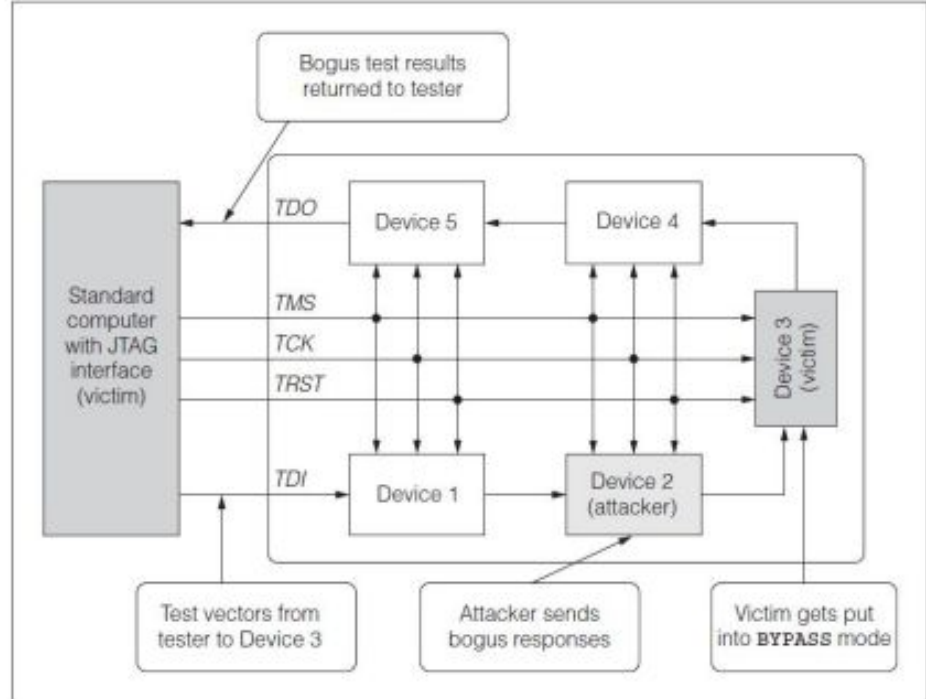 Bogus test results
returned to tester
TDO
Device 5
Device 4
Standard
computer
with JTAG
interface
(victim)
TMS
TCK
TRST
Device 3
(victim)
TDI
Device 1
Device 2
(attacker)
Test vectors from
tester to Device 3
Attacker sends
bogus responses
Victim gets put
into BYPASS mode